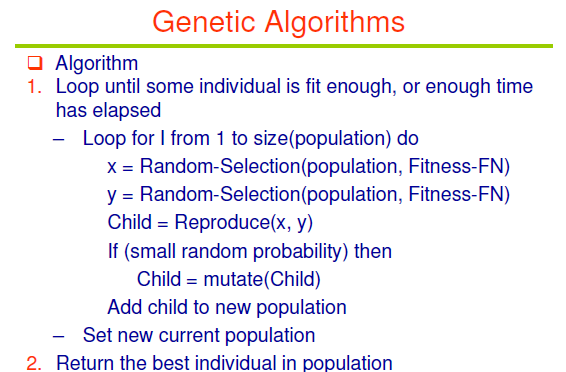 Genetic Algorithms
❑ Algorithm
1. Loop until some individual is fit enough, or enough time
has elapsed
– Loop for I from 1 to size(population) do
x = Random-Selection(population, Fitness-FN)
y = Random-Selection(population, Fitness-FN)
Child = Reproduce(x, y)
If (small random probability) then
Child = mutate(Child)
Add child to new population
– Set new current population
2. Return the best individual in population